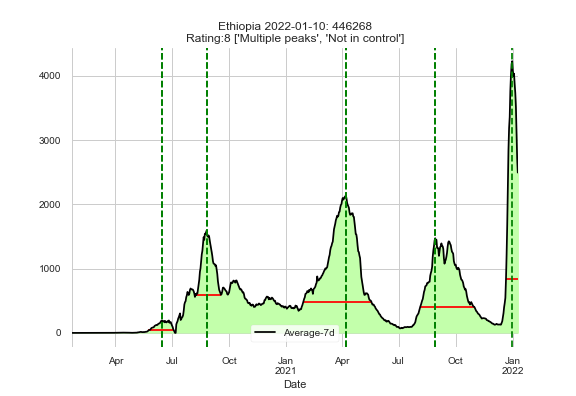 Ethiopia 2022-01-10: 446268
Rating:8 ['Multiple peaks', 'Not in control']
4000
3000
2000
1000
0
Average-7d
Apr Jul Oct Jan Apr Jul Oct Jan
2021 2022
Date